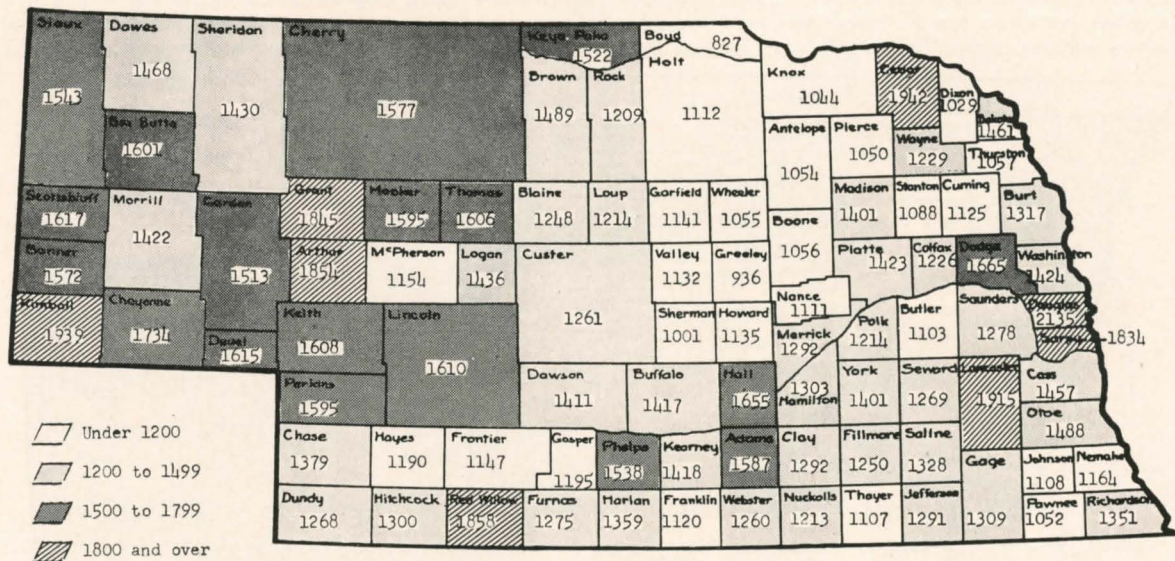 Sioux
1543
Dawes
1468
Sheridan
1430
Cherry
1577
Keya Paha
1522
Boyd
827
Brown
1489
Rock
1209
Holt
1112
Knox
1044
Cedar
1942
Dixon
1029
Dakota
1461
Box Butte
1601
Antelope
1054
Pierce
1050
Wayne
1229
Thurston
1057
Scottsbluff
1617
Morrill
1422
Garden
1513
Grant
1845
Hooker
1595
Thomas
1606
Blaine
1248
Loup
1214
Garfield
1141
Wheeler
1055
Madison
1401
Stanton
1088
Cuming
1125
Burt
1317
Banner
1572
Arthur
1854
McPherson
1154
Logan
1436
Custer
1261
Valley
1132
Greeley
936
Boone
1056
Platte
1423
Colfax
1226
Dodge
1665
Washington
1424
Kimball
1939
Cheyenne
1734
Deuel
1615
Keith
1608
Lincoln
1610
Sherman
1001
Howard
1135
Nance
1111
Merrick
1292
Polk
1214
Butler
1103
Saunders
1278
Douglas
2135
Sarpy
1834
Perkins
1595
Dawson
1411
Buffalo
1417
Hall
1655
1303
Hamilton
York
1401
Seward
1269
Lancaster
1915
Cass
1457
Otoe
1488
Chase
1379
Hayes
1190
Frontier
1147
Gosper
1195
Phelps
1538
Kearney
1418
Adams
1587
Clay
1292
Fillmore
1250
Saline
1328
Gage
1309
Johnson
1108
Nemaha
1164
Dundy
1268
Hitchcock
1300
Red Willow
1858
Furnas
1275
Harlan
1359
Franklin
1120
Webster
1260
Nuckolls
1213
Thayer
1107
Jefferson
1291
Pawnee
1052
Richardson
1351
Under 1200
1200 to 1499
1500 to 1799
1800 and over